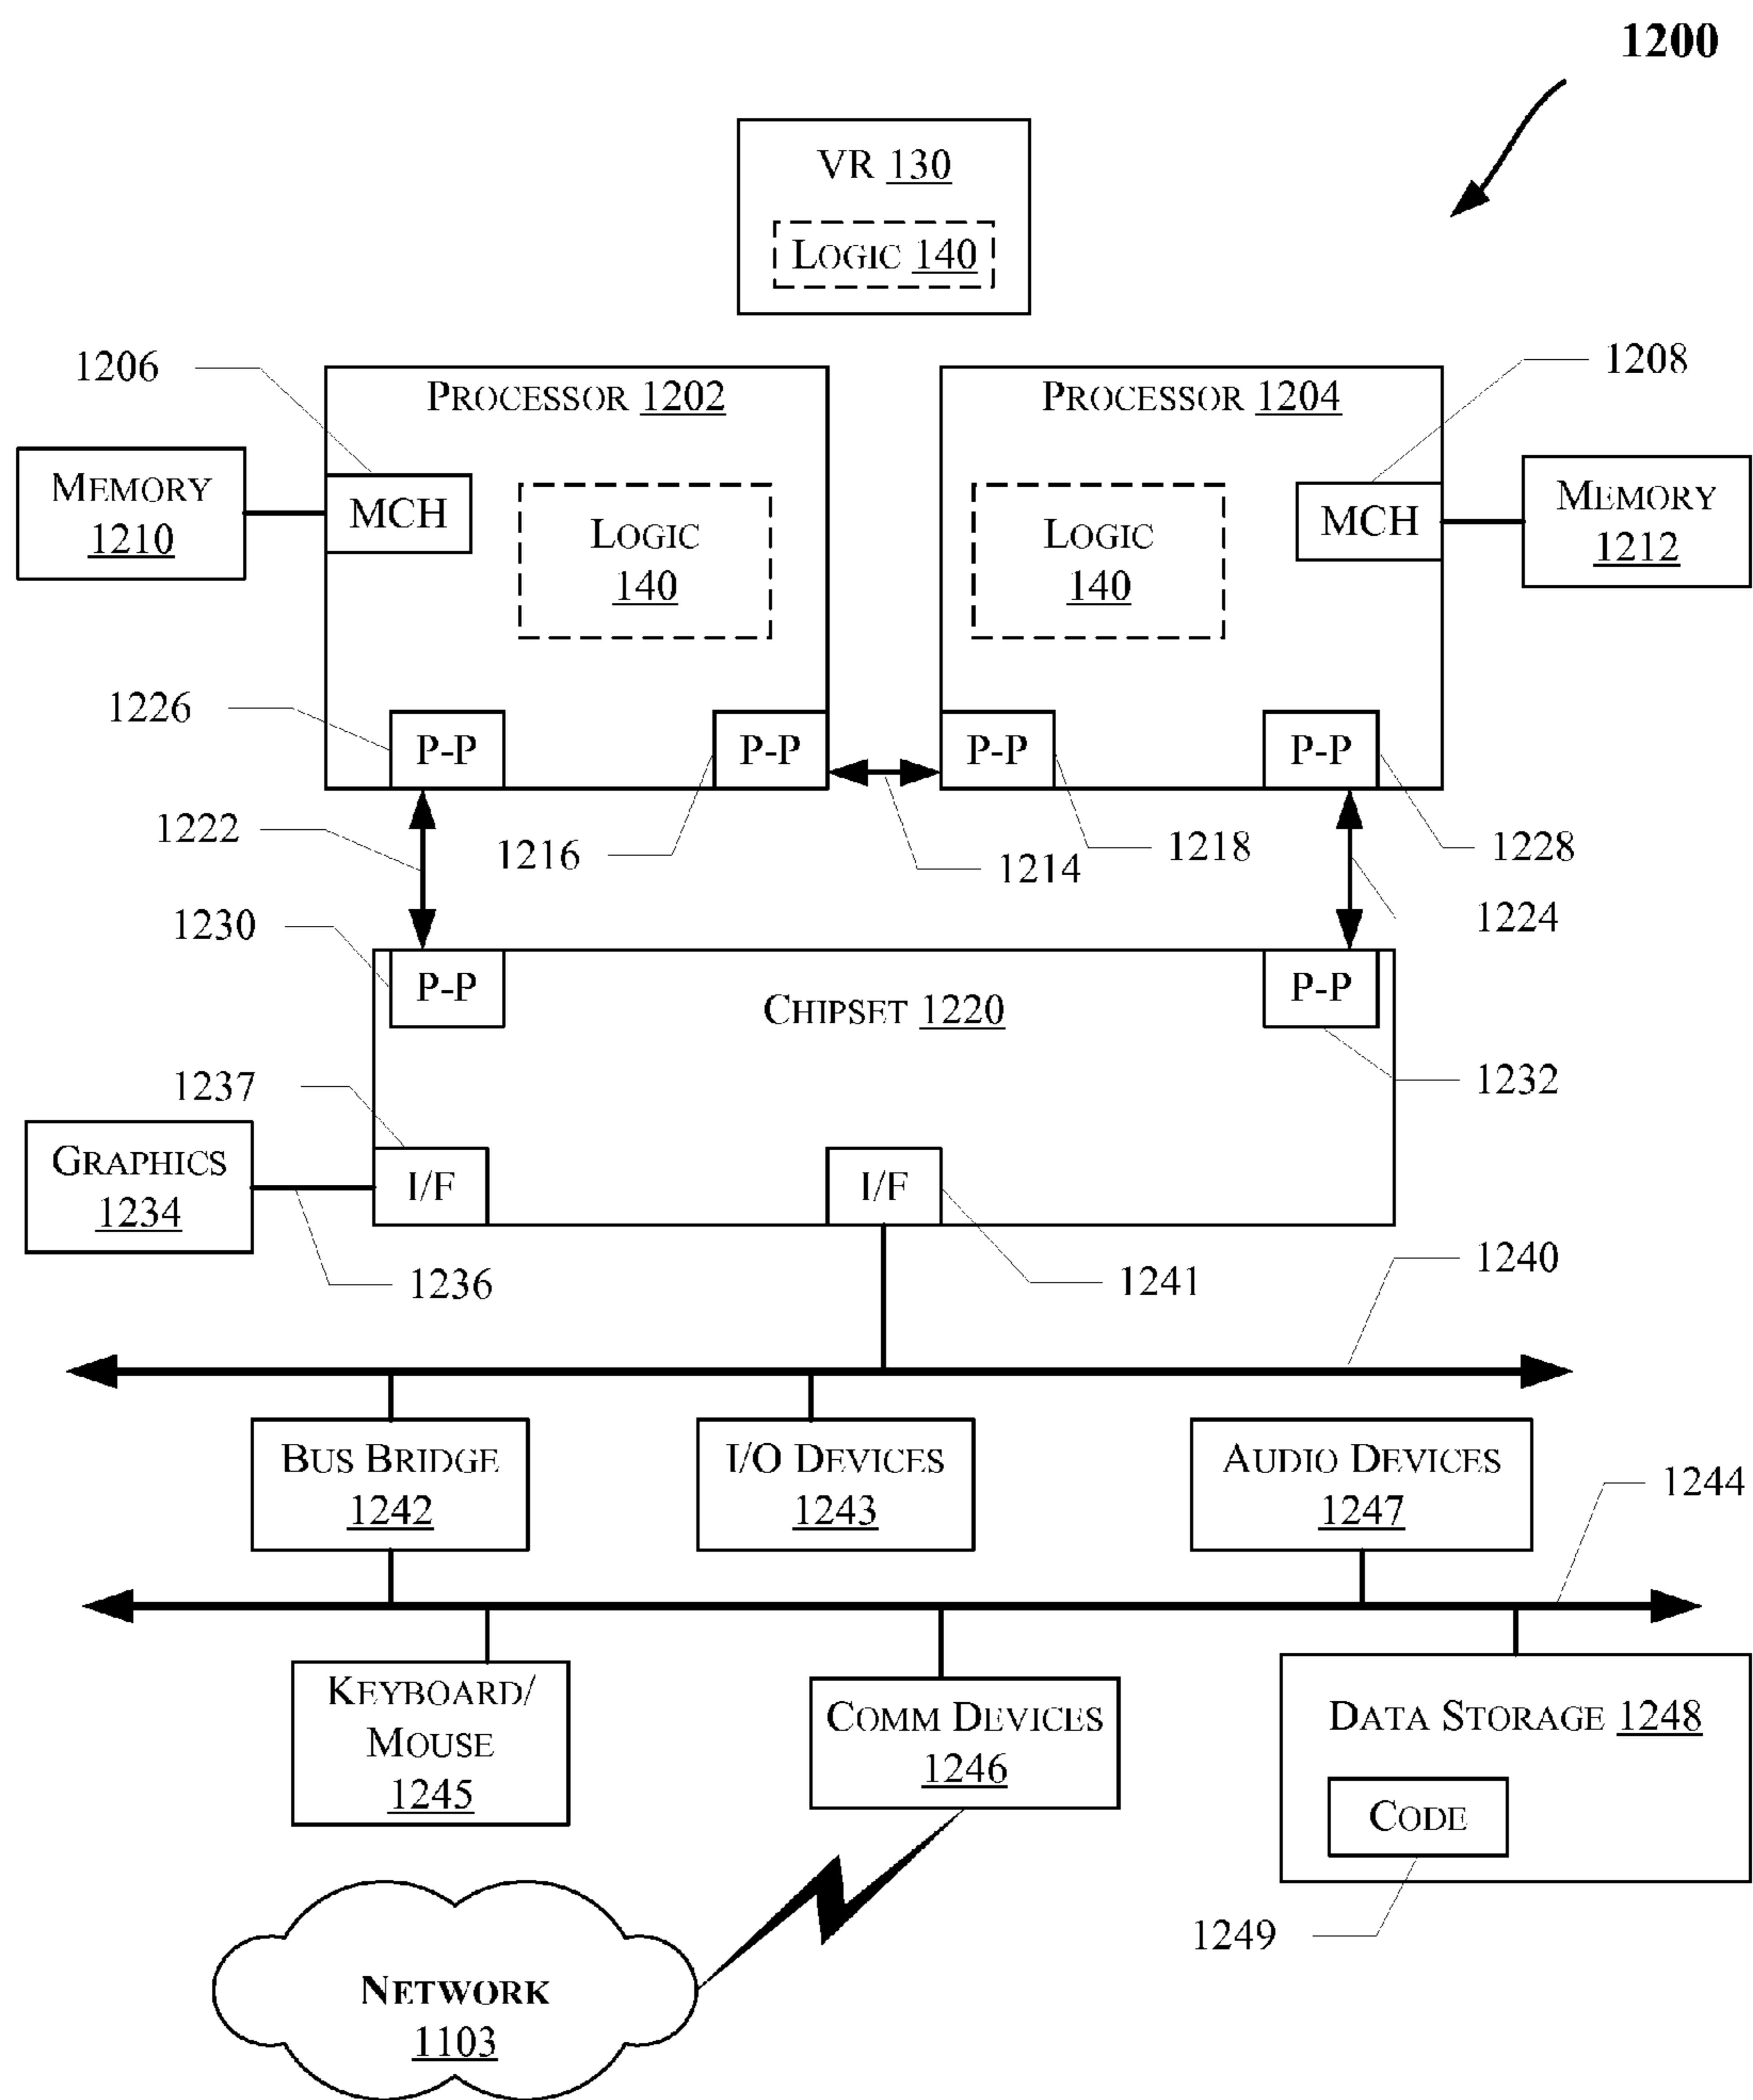 1200
VR 130
LOGIC 140
1206
PROCESSOR 1202
PROCESSOR 1204
1208
MEMORY
1210
MCH
LOGIC
140
LOGIC
140
MCH
MEMORY
1212
1226
P-P
P-P
P-P
P-P
1222
1216
1214
1218
1228
1230
1224
P-P
CHIPSET 1220
P-P
1237
1232
GRAPHICS
1234
I/F
I/F
1236
1241
1240
BUS BRIDGE
1242
I/O DEVICES
1243
AUDIO DEVICES
1247
1244
KEYBOARD/
MOUSE
1245
COMM DEVICES
1246
DATA STORAGE 1248
CODE
1249
NETWORK
1103